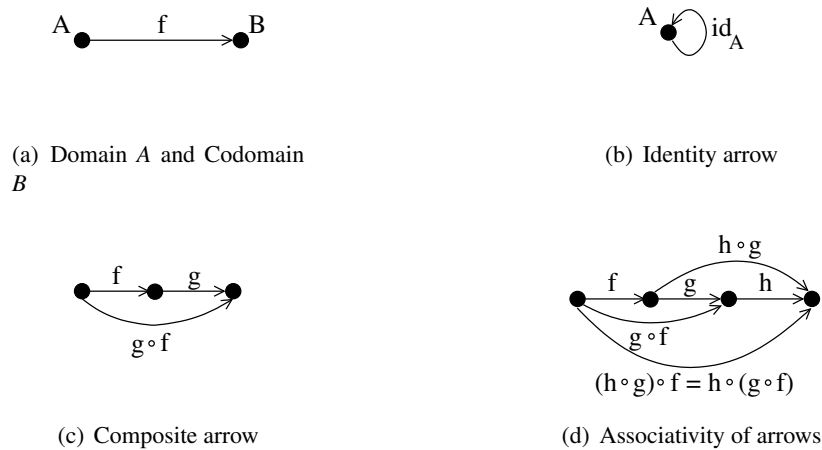 A f B
A id_A
(a) Domain A and Codomain
B
(b) Identity arrow
f g
g∘f
(c) Composite arrow
h∘g
f g h
g∘f
(h∘g)∘f = h∘(g∘f)
(d) Associativity of arrows